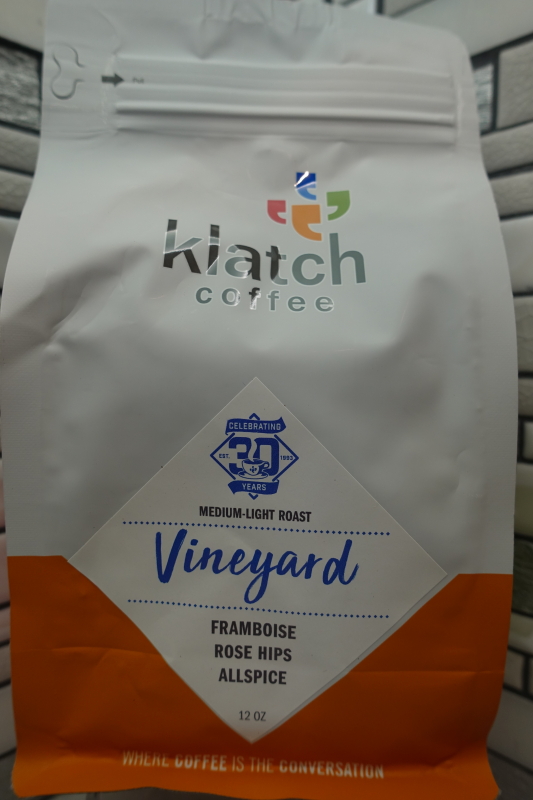 klatch
coffee
CELEBRATING
EST. 30 1993
YEARS
MEDIUM-LIGHT ROAST
Vineyard
FRAMBOISE
ROSE HIPS
ALLSPICE
12 OZ
WHERE COFFEE IS THE CONVERSATION